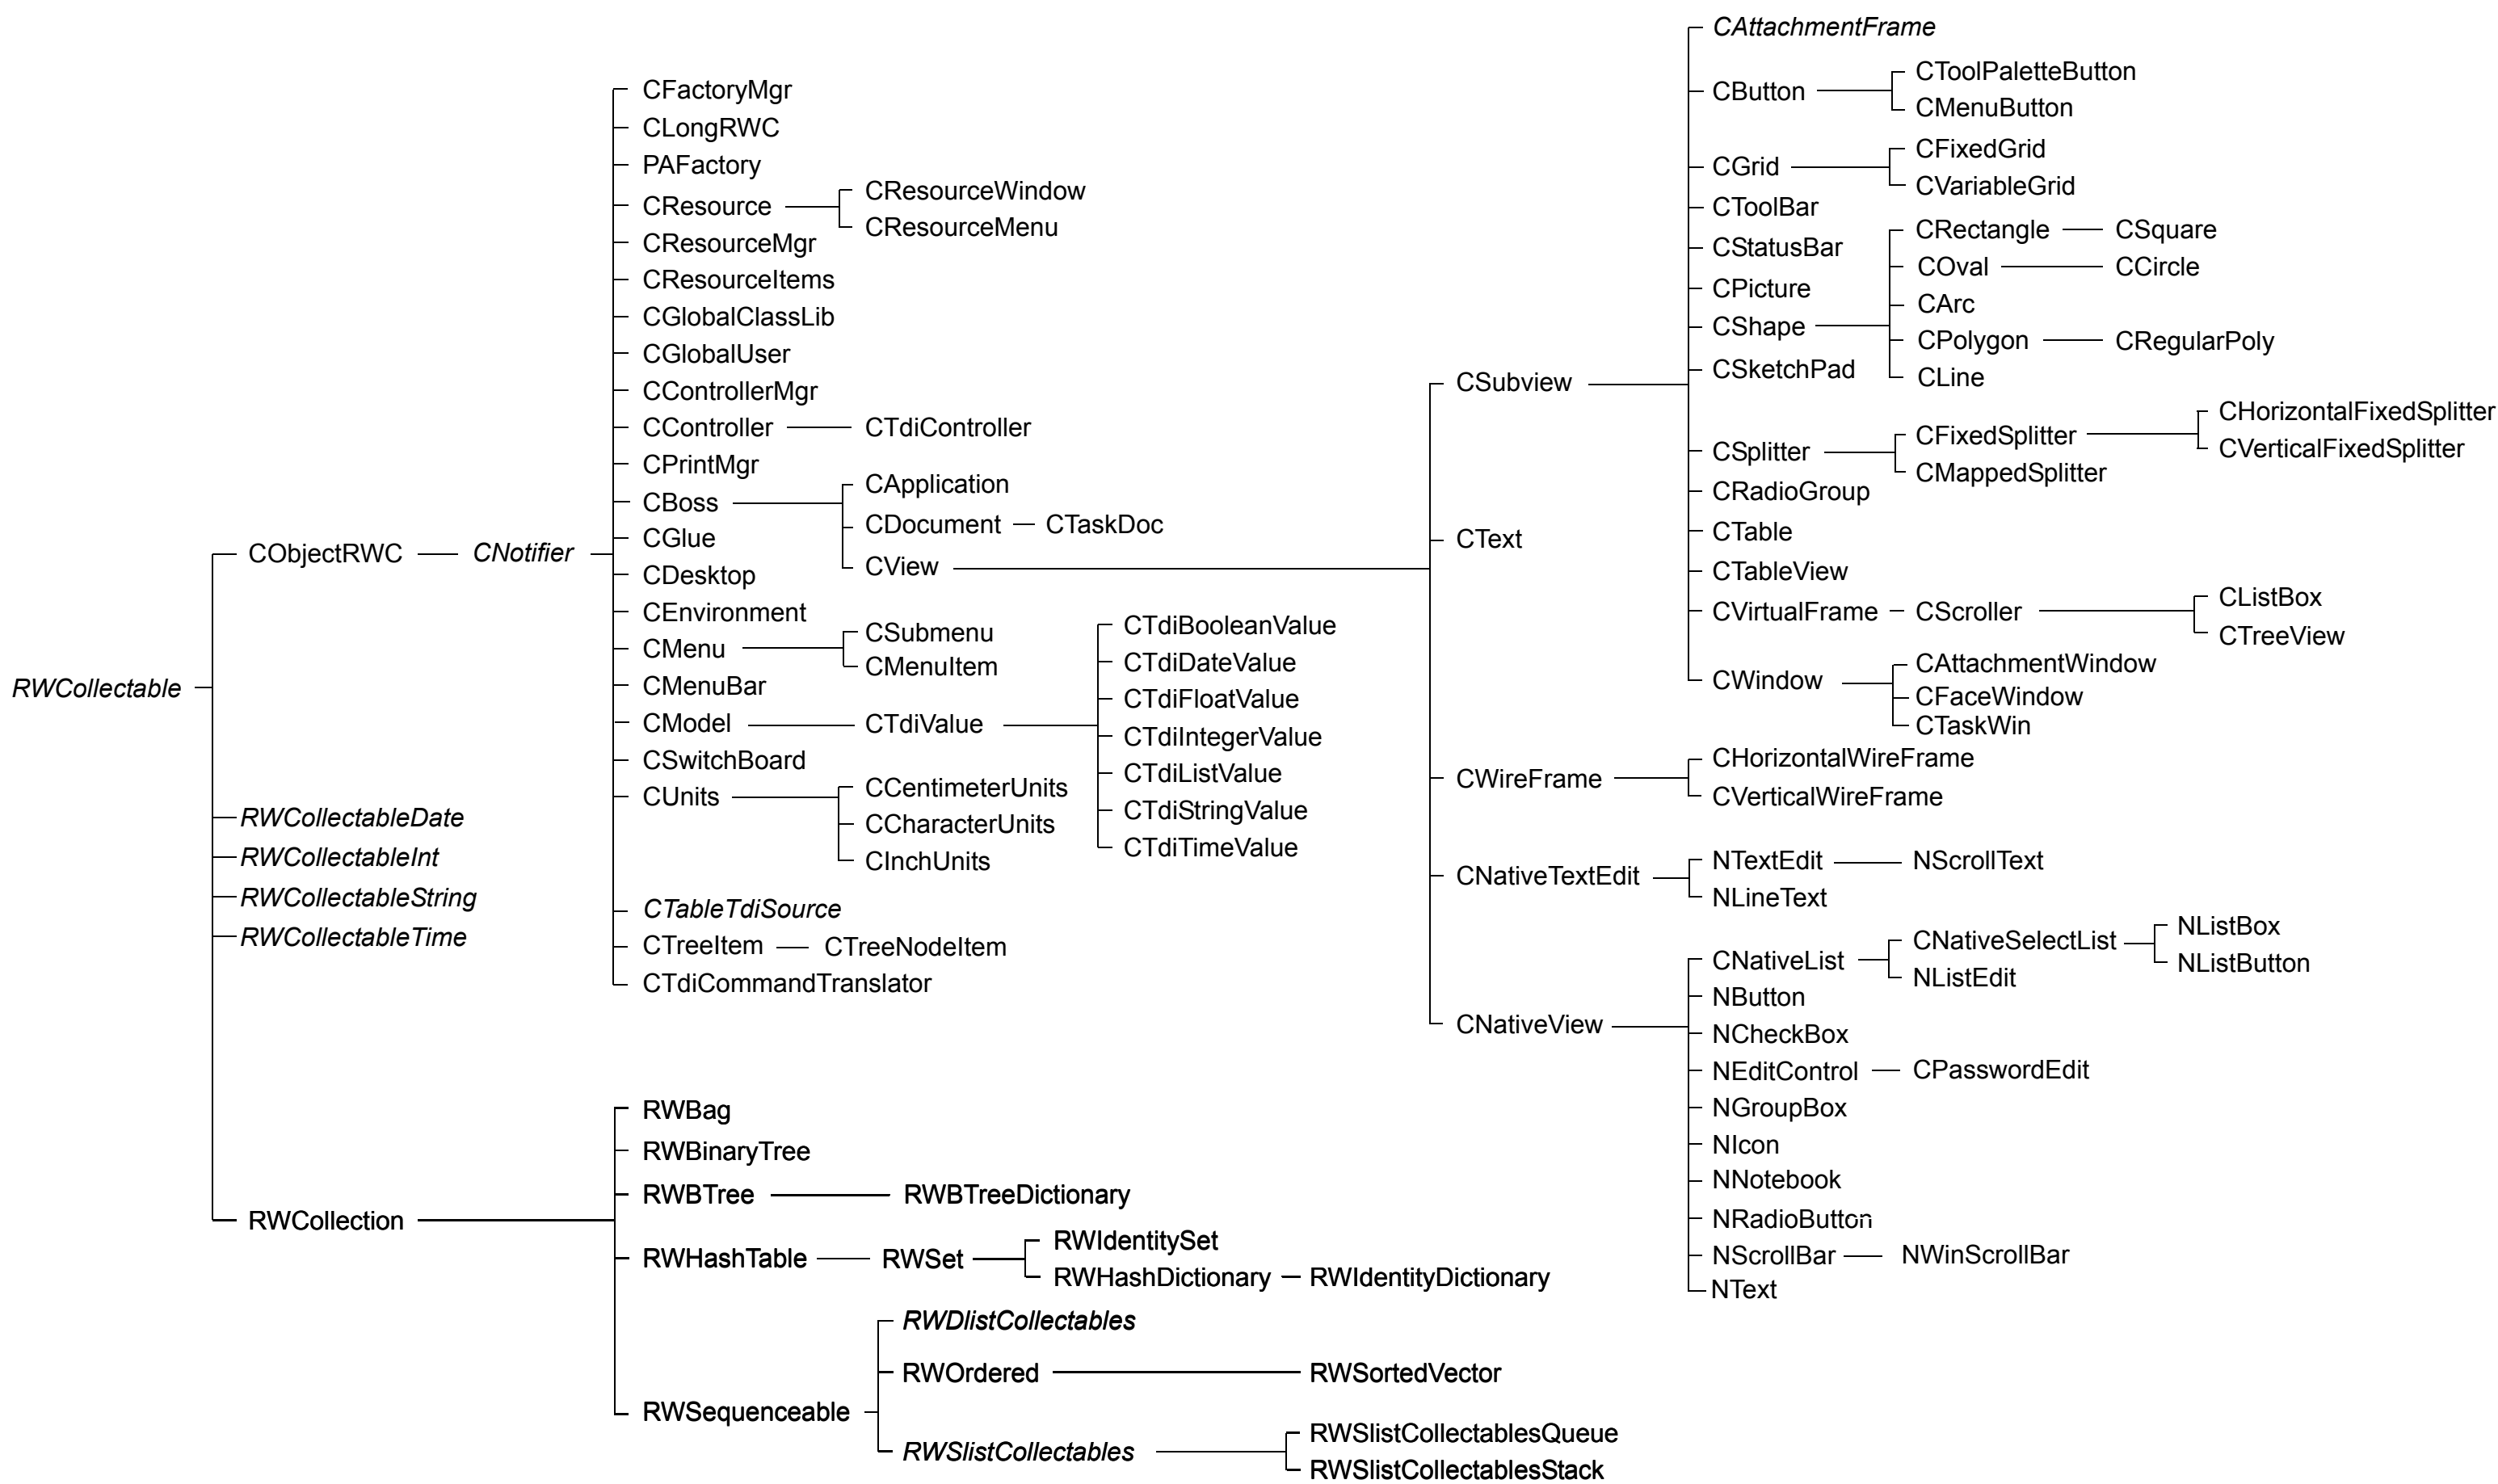 RWCollectable
CObjectRWC
CNotifier
CFactoryMgr
CLongRWC
PAFactory
CResource
CResourceWindow
CResourceMenu
CResourceMgr
CResourceItems
CGlobalClassLib
CGlobalUser
CControllerMgr
CController
CTdiController
CPrintMgr
CBoss
CApplication
CDocument
CTaskDoc
CView
CSubview
CAttachmentFrame
CButton
CToolPaletteButton
CMenuButton
CGrid
CFixedGrid
CVariableGrid
CToolBar
CStatusBar
CPicture
CShape
CRectangle
CSquare
COval
CCircle
CArc
CPolygon
CRegularPoly
CLine
CSketchPad
CSplitter
CFixedSplitter
CHorizontalFixedSplitter
CVerticalFixedSplitter
CMappedSplitter
CRadioGroup
CTable
CTableView
CVirtualFrame
CScroller
CListBox
CTreeView
CWindow
CAttachmentWindow
CFaceWindow
CTaskWin
CText
CWireFrame
CHorizontalWireFrame
CVerticalWireFrame
CNativeTextEdit
NTextEdit
NScrollText
NLineText
CNativeView
CNativeList
CNativeSelectList
NListBox
NListButton
NListEdit
NButton
NCheckBox
NEditControl
CPasswordEdit
NGroupBox
NIcon
NNotebook
NRadioButton
NScrollBar
NWinScrollBar
NText
CGlue
CDesktop
CEnvironment
CMenu
CSubmenu
CMenuItem
CMenuBar
CModel
CTdiValue
CTdiBooleanValue
CTdiDateValue
CTdiFloatValue
CTdiIntegerValue
CTdiListValue
CTdiStringValue
CTdiTimeValue
CSwitchBoard
CUnits
CCentimeterUnits
CCharacterUnits
CInchUnits
CTableTdiSource
CTreeItem
CTreeNodeItem
CTdiCommandTranslator
RWCollectableDate
RWCollectableInt
RWCollectableString
RWCollectableTime
RWCollection
RWBag
RWBinaryTree
RWBTree
RWBTreeDictionary
RWHashTable
RWSet
RWIdentitySet
RWHashDictionary
RWIdentityDictionary
RWSequenceable
RWDlistCollectables
RWOrdered
RWSortedVector
RWSlistCollectables
RWSlistCollectablesQueue
RWSlistCollectablesStack